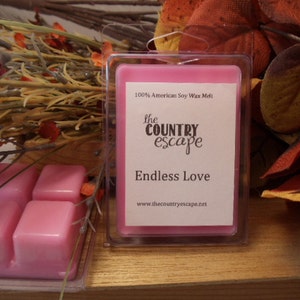 100% American Soy Wax Melt
the
COUNTRY
escape
Endless Love
www.thecountryescape.net